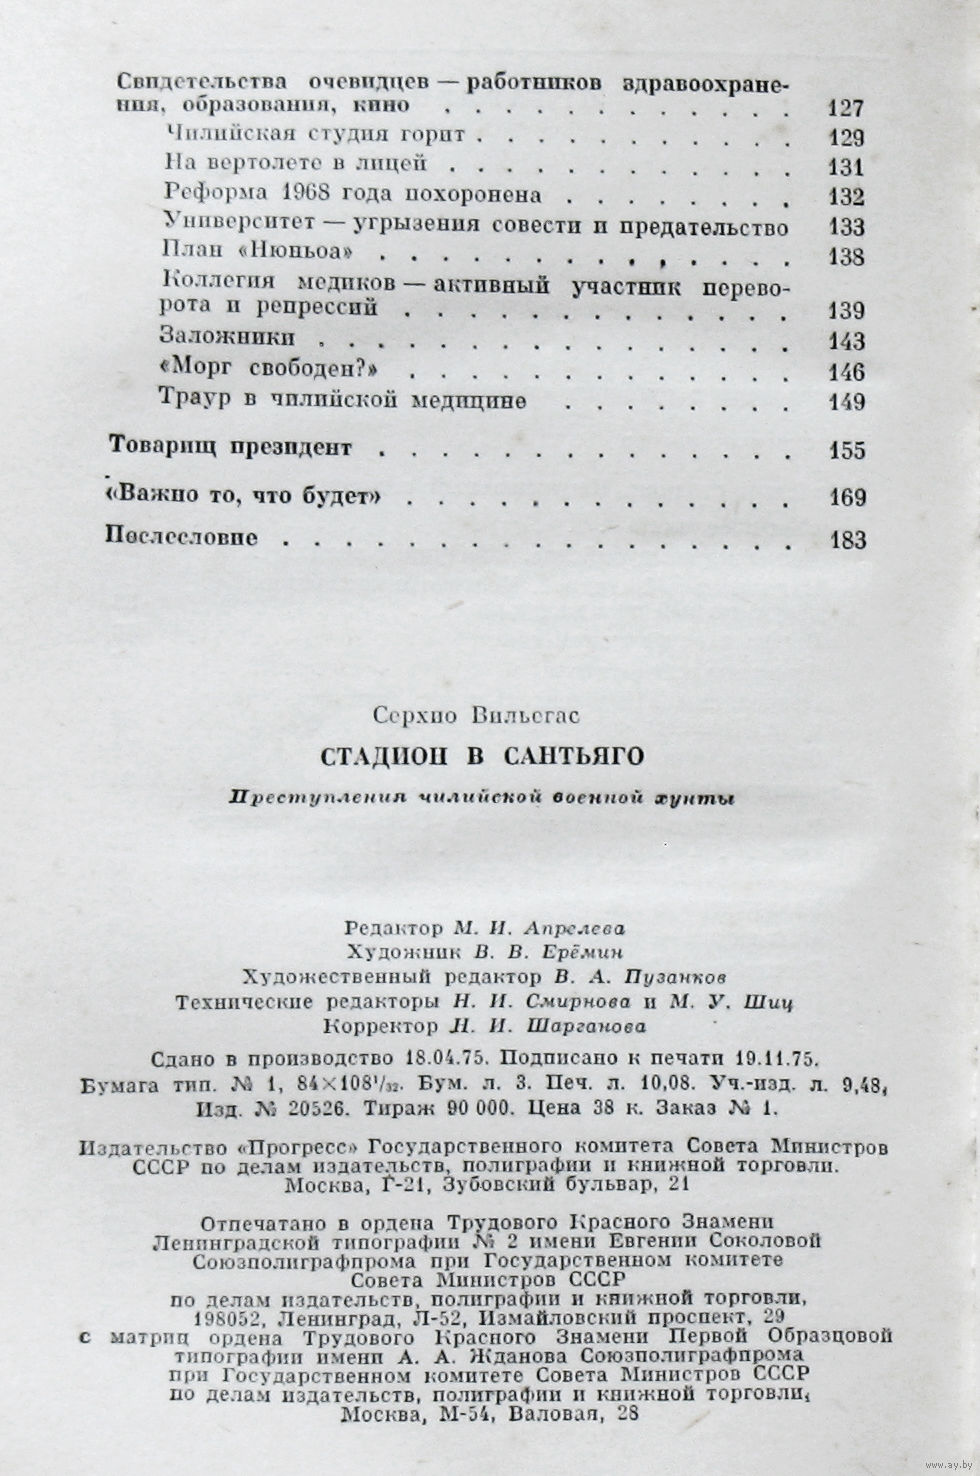 Свидетельства очевидцев — работников здравоохране-
ния, образования, кино . . . . . . . . . . . . 127
Чилийская студия горит . . . . . . . . . . . 129
На вертолете в лицей . . . . . . . . . . . . 131
Реформа 1968 года похоронена . . . . . . . . 132
Университет — угрызения совести и предательство 133
План «Нюньоа» . . . . . . . . . . . . . . 138
Коллегия медиков — активный участник перево-
рота и репрессий . . . . . . . . . . . . . 139
Заложники . . . . . . . . . . . . . . . . 143
«Морг свободен?» . . . . . . . . . . . . . 146
Траур в чилийской медицине . . . . . . . . 149
Товарищ президент . . . . . . . . . . . . . . 155
«Важно то, что будет» . . . . . . . . . . . . . 169
Послесловие . . . . . . . . . . . . . . . . . 183
Серхио Вильегас
СТАДИОН В САНТЬЯГО
Преступления чилийской военной хунты
Редактор М. И. Апрелева
Художник В. В. Ерёмин
Художественный редактор В. А. Пузанков
Технические редакторы Н. И. Смирнова и М. У. Шиц
Корректор Н. И. Шарганова
Сдано в производство 18.04.75. Подписано к печати 19.11.75.
Бумага тип. № 1, 84×108¹/₃₂. Бум. л. 3. Печ. л. 10,08. Уч.-изд. л. 9,48,
Изд. № 20526. Тираж 90 000. Цена 38 к. Заказ № 1.
Издательство «Прогресс» Государственного комитета Совета Министров
СССР по делам издательств, полиграфии и книжной торговли.
Москва, Г-21, Зубовский бульвар, 21
Отпечатано в ордена Трудового Красного Знамени
Ленинградской типографии № 2 имени Евгении Соколовой
Союзполиграфпрома при Государственном комитете
Совета Министров СССР
по делам издательств, полиграфии и книжной торговли,
198052, Ленинград, Л-52, Измайловский проспект, 29
с матриц ордена Трудового Красного Знамени Первой Образцовой
типографии имени А. А. Жданова Союзполиграфпрома
при Государственном комитете Совета Министров СССР
по делам издательств, полиграфии и книжной торговли,
Москва, М-54, Валовая, 28
www.ay.by